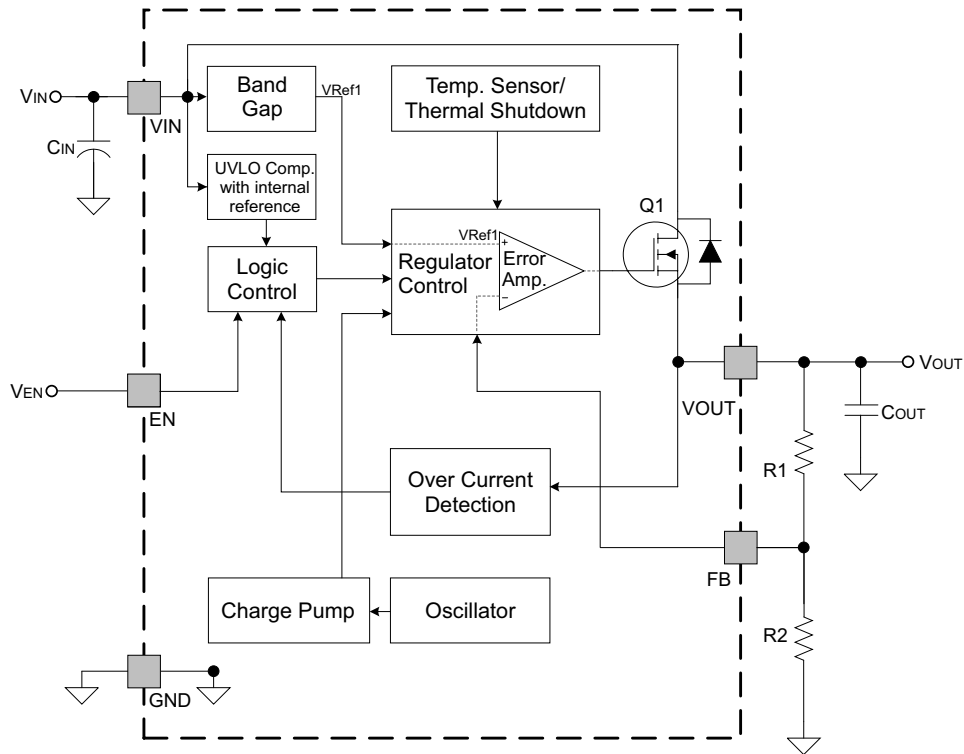 Band
Gap
VRef1
Temp. Sensor/
Thermal Shutdown
VIN
VIN
CIN
UVLO Comp.
with internal
reference
Q1
VRef1
+
Logic
Control
Regulator
Control
Error
Amp.
–
VEN
EN
VOUT
VOUT
COUT
R1
Over Current
Detection
FB
Charge Pump
Oscillator
R2
GND